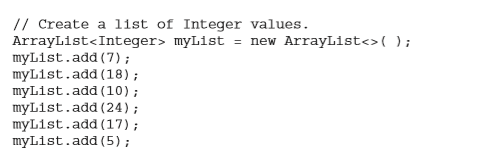 // Create a list of Integer values.
ArrayList<Integer> myList = new ArrayList<>( );
myList.add(7);
myList.add(18);
myList.add(10);
myList.add(24);
myList.add(17);
myList.add(5);